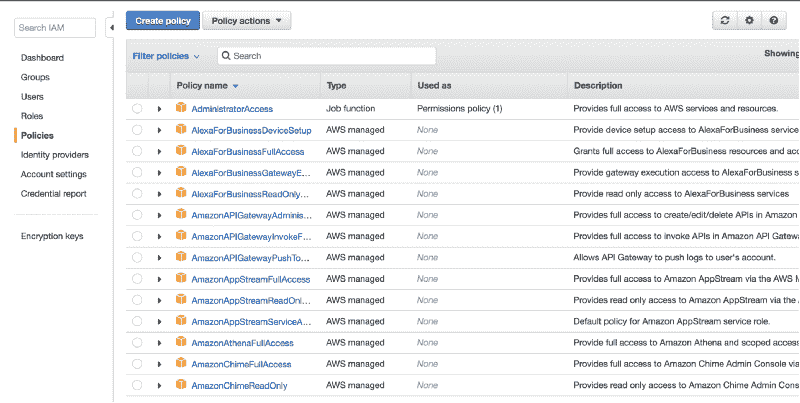 Search IAM
Dashboard
Groups
Users
Roles
Policies
Identity providers
Account settings
Credential report
Encryption keys
Create policy Policy actions
Filter policies Search Showing
Policy name Type Used as Description
AdministratorAccess Job function Permissions policy (1) Provides full access to AWS services and resources.
AlexaForBusinessDeviceSetup AWS managed None Provide device setup access to AlexaForBusiness service
AlexaForBusinessFullAccess AWS managed None Grants full access to AlexaForBusiness resources and acc
AlexaForBusinessGatewayE... AWS managed None Provide gateway execution access to AlexaForBusiness s
AlexaForBusinessReadOnly... AWS managed None Provide read only access to AlexaForBusiness services
AmazonAPIGatewayAdminis... AWS managed None Provides full access to create/edit/delete APIs in Amazon
AmazonAPIGatewayInvokeF... AWS managed None Provides full access to invoke APIs in Amazon API Gatew
AmazonAPIGatewayPushTo... AWS managed None Allows API Gateway to push logs to user's account.
AmazonAppStreamFullAccess AWS managed None Provides full access to Amazon AppStream via the AWS M
AmazonAppStreamReadOnl... AWS managed None Provides read only access to Amazon AppStream via the
AmazonAppStreamServiceA... AWS managed None Default policy for Amazon AppStream service role.
AmazonAthenaFullAccess AWS managed None Provide full access to Amazon Athena and scoped access
AmazonChimeFullAccess AWS managed None Provides full access to Amazon Chime Admin Console via
AmazonChimeReadOnly AWS managed None Provides read only access to Amazon Chime Admin Cons